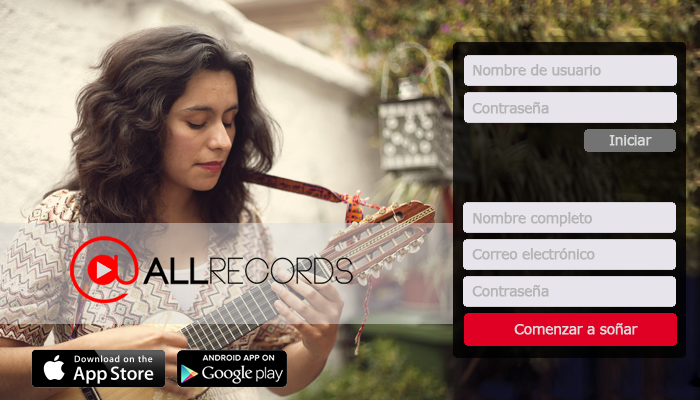 Nombre de usuario
Contraseña
Iniciar
Nombre completo
Correo electrónico
Contraseña
Comenzar a soñar
@ ALLRECORDS
Download on the
App Store
ANDROID APP ON
Google play